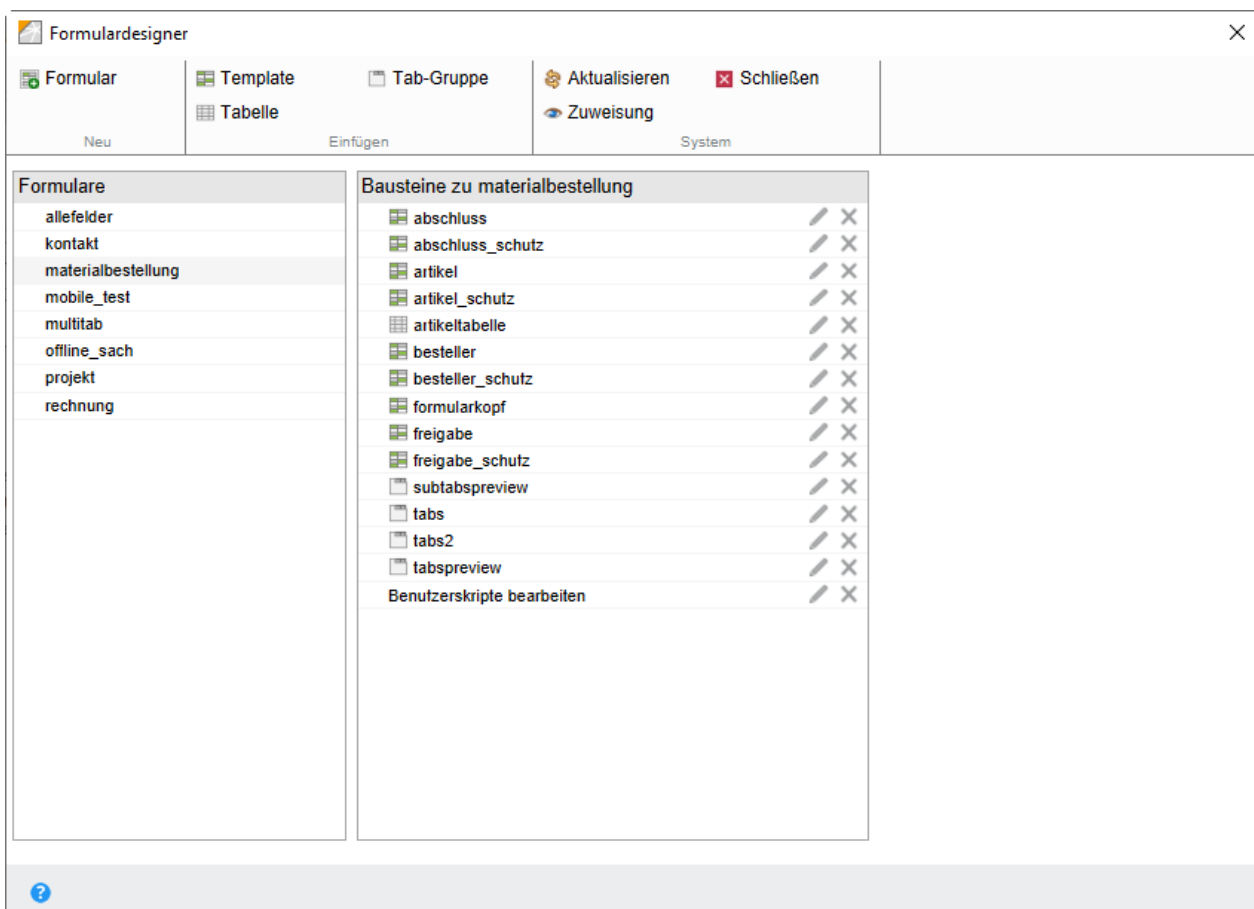 Formulardesigner
Formular
Template
Tab-Gruppe
Aktualisieren
Schließen
Tabelle
Zuweisung
Neu
Einfügen
System
Formulare
allefelder
kontakt
materialbestellung
mobile_test
multitab
offline_sach
projekt
rechnung
Bausteine zu materialbestellung
abschluss
abschluss_schutz
artikel
artikel_schutz
artikeltabelle
besteller
besteller_schutz
formularkopf
freigabe
freigabe_schutz
subtabspreview
tabs
tabs2
tabspreview
Benutzerskripte bearbeiten